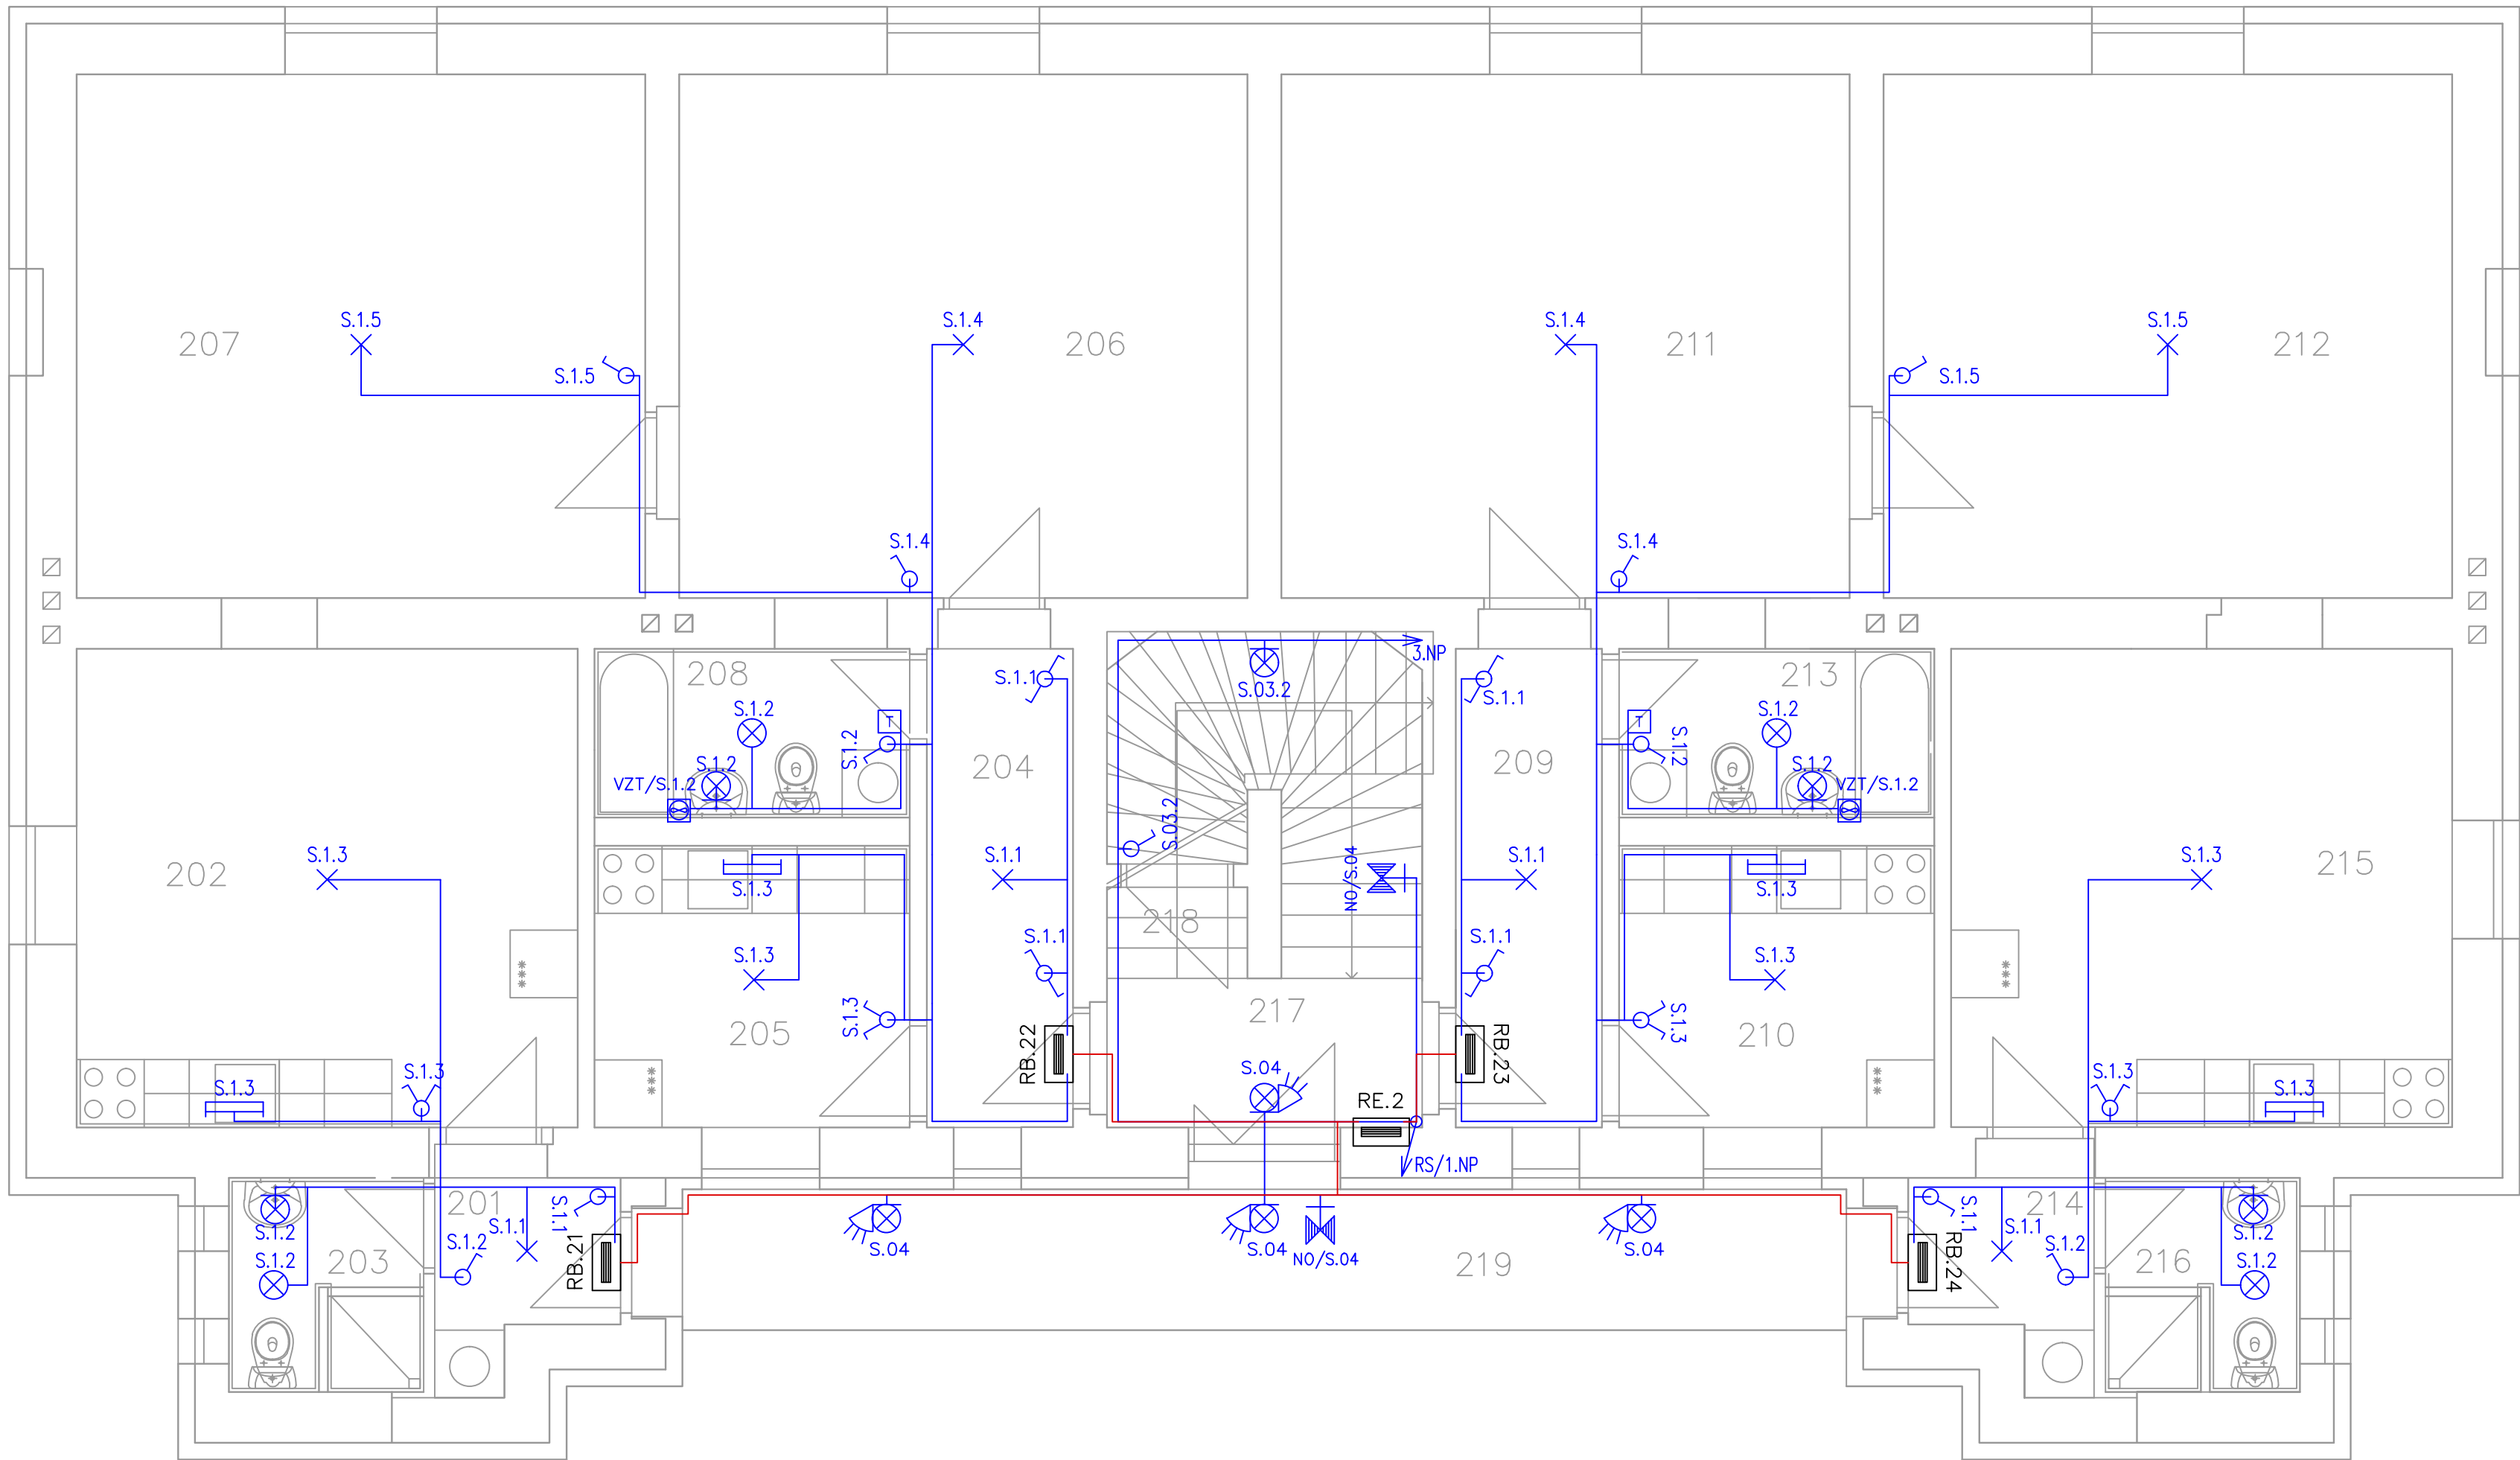 S.1.5
S.1.4
S.1.4
S.1.5
207
206
211
212
S.1.5
S.1.5
S.1.4
S.1.4
3.NP
208
S.1.1
S.03.2
S.1.1
213
S.1.2
T
T
S.1.2
S.1.2
S.1.2
S.1.2
S.1.2
VZT/S.1.2
VZT/S.1.2
204
209
S.03.2
202
S.1.3
S.1.3
S.1.1
NO/S.04
S.1.1
S.1.3
S.1.3
215
218
S.1.3
S.1.1
S.1.1
S.1.3
S.1.3
205
217
210
S.1.3
RB.22
RB.23
S.1.3
S.1.3
S.04
RE.2
S.1.3
S.1.3
RS/1.NP
201
S.1.1
S.1.1
214
S.1.2
S.1.1
S.1.1
S.1.2
S.1.2
S.1.2
203
RB.21
S.04
S.04
NO/S.04
S.04
219
RB.24
S.1.2
216
S.1.2